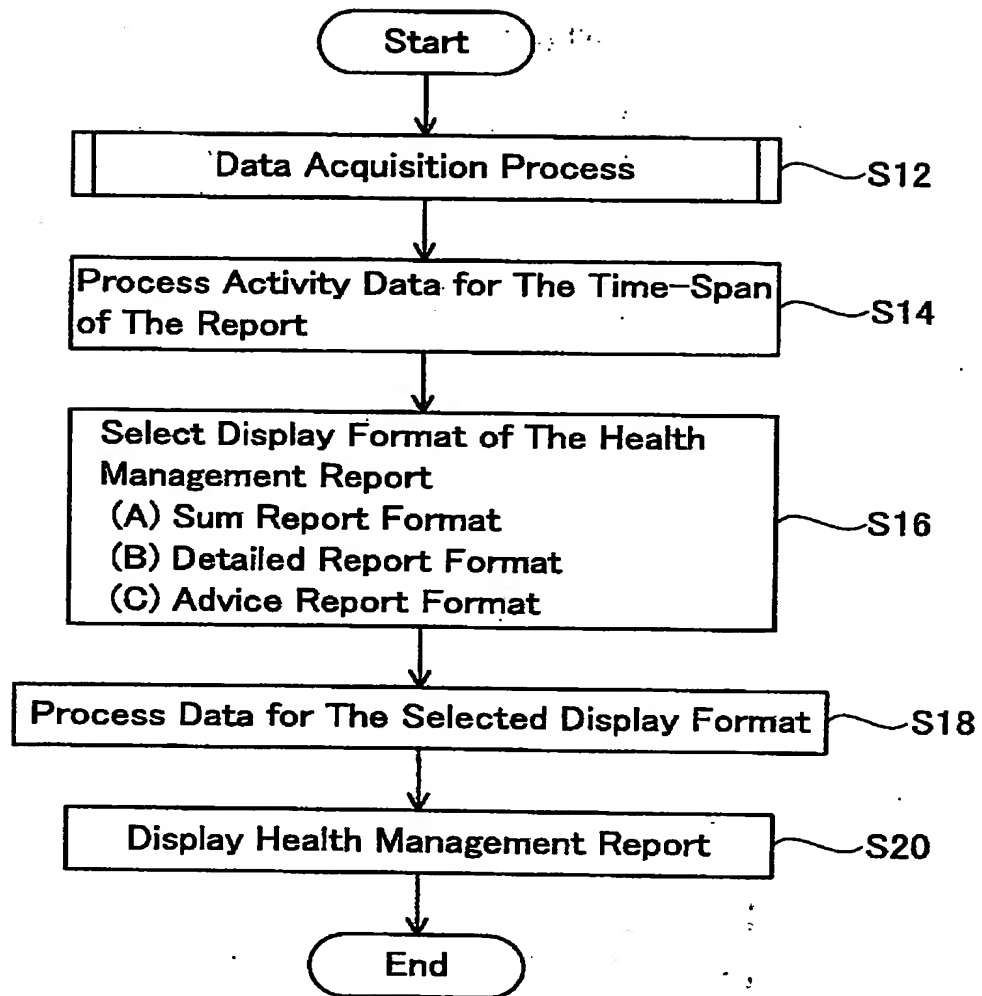 Start
Data Acquisition Process
S12
Process Activity Data for The Time-Span
of The Report
S14
Select Display Format of The Health
Management Report
(A) Sum Report Format
(B) Detailed Report Format
(C) Advice Report Format
S16
Process Data for The Selected Display Format
S18
Display Health Management Report
S20
End